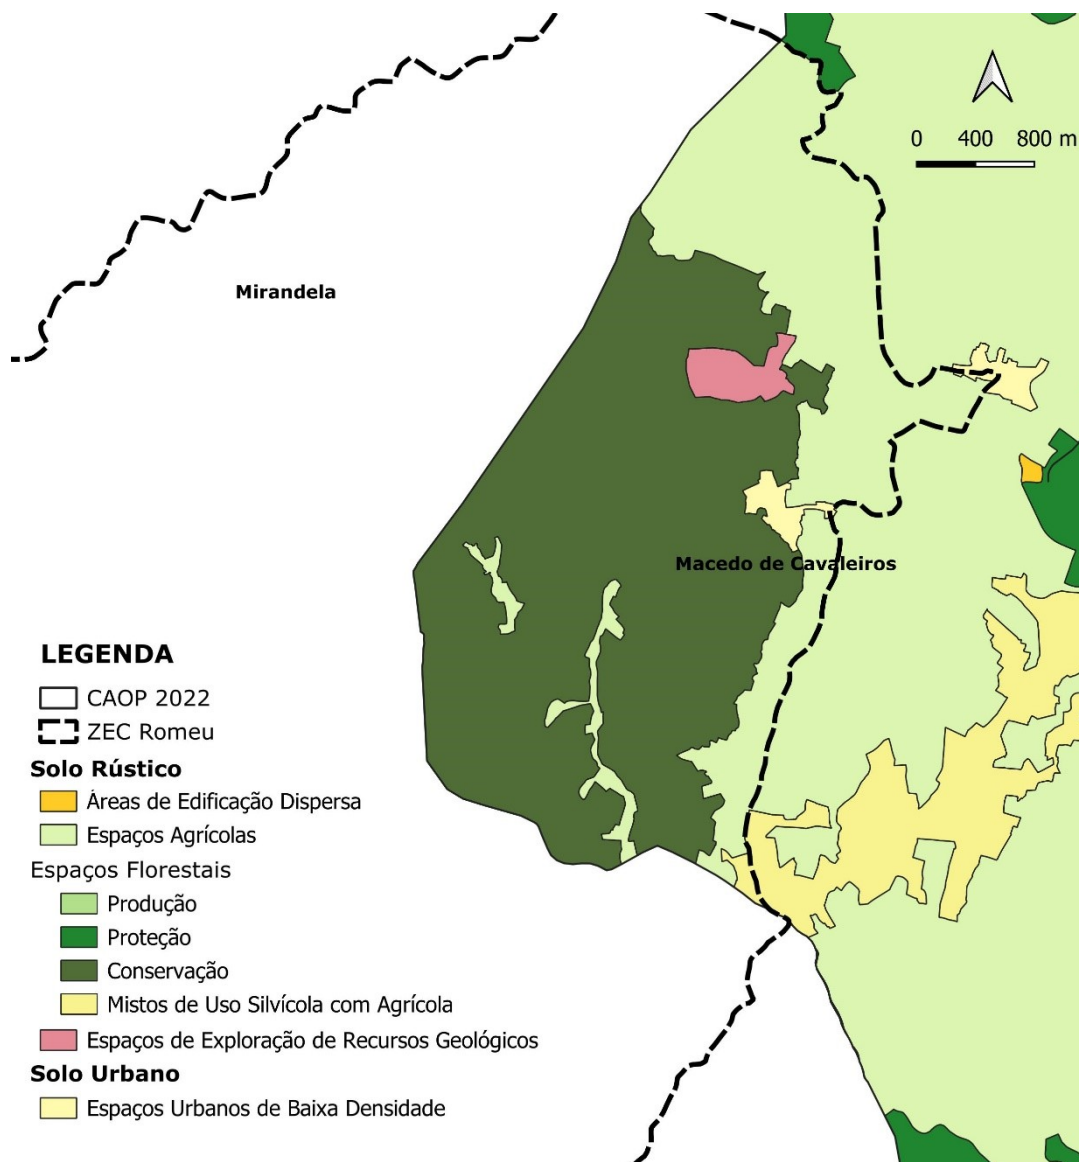 0 400 800 m
Mirandela
Macedo de Cavaleiros
LEGENDA
CAOP 2022
ZEC Romeu
Solo Rústico
Áreas de Edificação Dispersa
Espaços Agrícolas
Espaços Florestais
Produção
Proteção
Conservação
Mistos de Uso Silvícola com Agrícola
Espaços de Exploração de Recursos Geológicos
Solo Urbano
Espaços Urbanos de Baixa Densidade